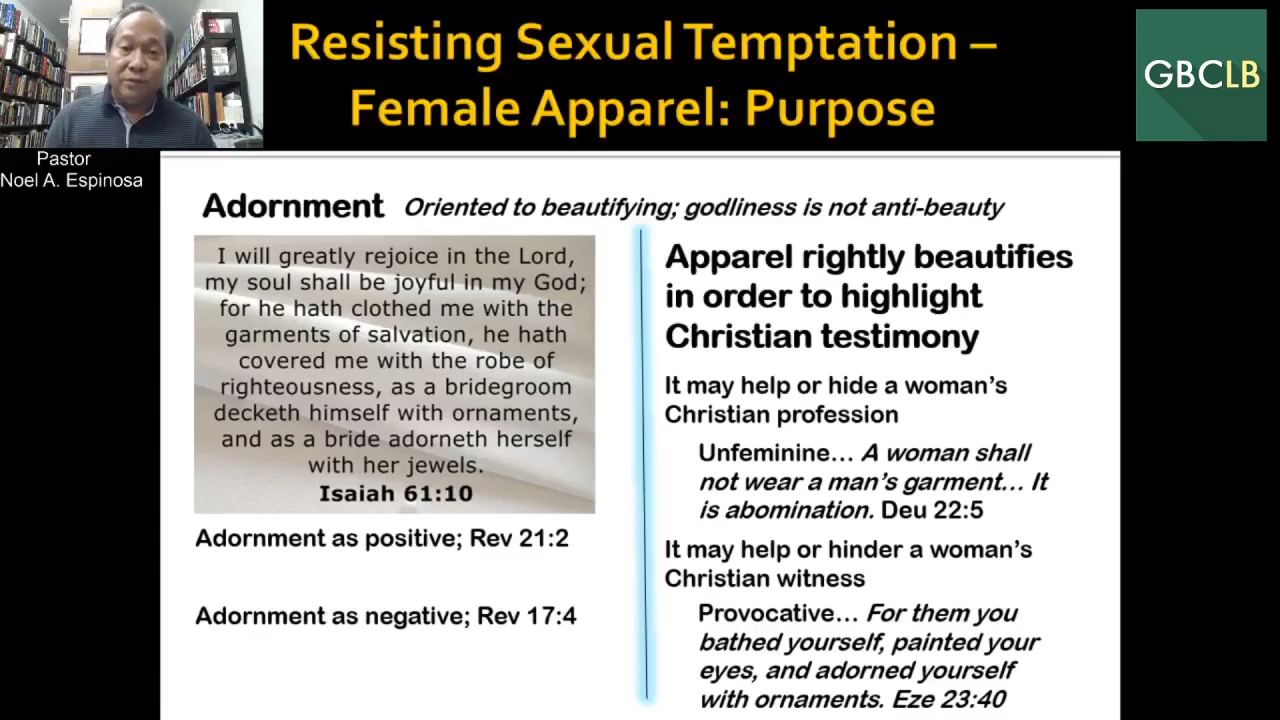 Resisting Sexual Temptation –
Female Apparel: Purpose
GBCLB
Pastor
Noel A. Espinosa
Adornment Oriented to beautifying; godliness is not anti-beauty
I will greatly rejoice in the Lord,
my soul shall be joyful in my God;
for he hath clothed me with the
garments of salvation, he hath
covered me with the robe of
righteousness, as a bridegroom
decketh himself with ornaments,
and as a bride adorneth herself
with her jewels.
Isaiah 61:10
Adornment as positive; Rev 21:2
Adornment as negative; Rev 17:4
Apparel rightly beautifies
in order to highlight
Christian testimony
It may help or hide a woman's
Christian profession
Unfeminine... A woman shall
not wear a man's garment... It
is abomination. Deu 22:5
It may help or hinder a woman's
Christian witness
Provocative... For them you
bathed yourself, painted your
eyes, and adorned yourself
with ornaments. Eze 23:40